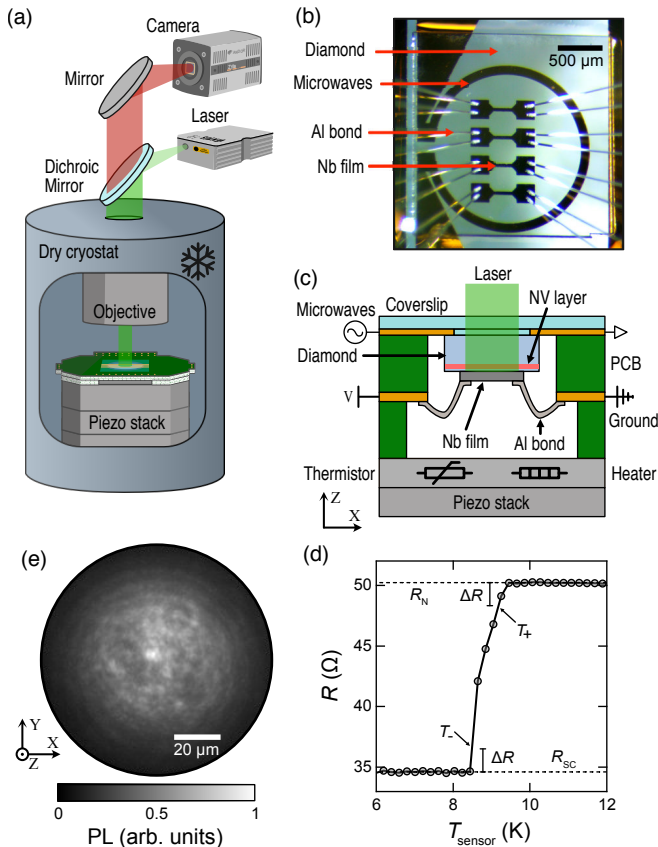 (a)
Camera
Mirror
Laser
Dichroic
Mirror
Dry cryostat
Objective
Piezo stack
(b)
Diamond
500 µm
Microwaves
Al bond
Nb film
(c)
Laser
NV layer
Microwaves
Coverslip
Diamond
PCB
V
Nb film
Al bond
Ground
Thermistor
Heater
Piezo stack
Z
X
(e)
Y
Z
X
20 µm
0
0.5
1
PL (arb. units)
(d)
50
45
40
35
R (Ω)
R_N
ΔR
T_+
T_-
ΔR
R_SC
6
8
10
12
T_sensor (K)